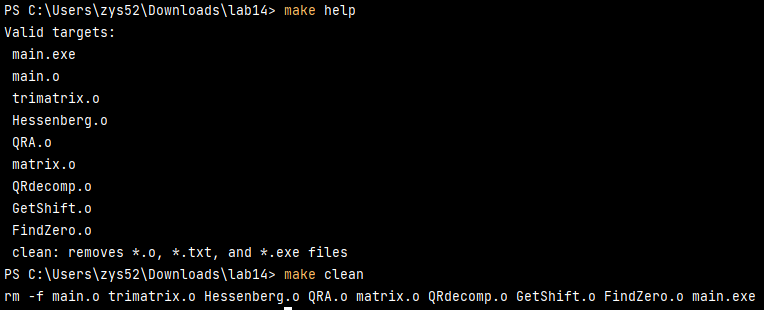 PS C:\Users\zys52\Downloads\lab14> make help
Valid targets:
 main.exe
 main.o
 trimatrix.o
 Hessenberg.o
 QRA.o
 matrix.o
 QRdecomp.o
 GetShift.o
 FindZero.o
 clean: removes *.o, *.txt, and *.exe files
PS C:\Users\zys52\Downloads\lab14> make clean
rm -f main.o trimatrix.o Hessenberg.o QRA.o matrix.o QRdecomp.o GetShift.o FindZero.o main.exe